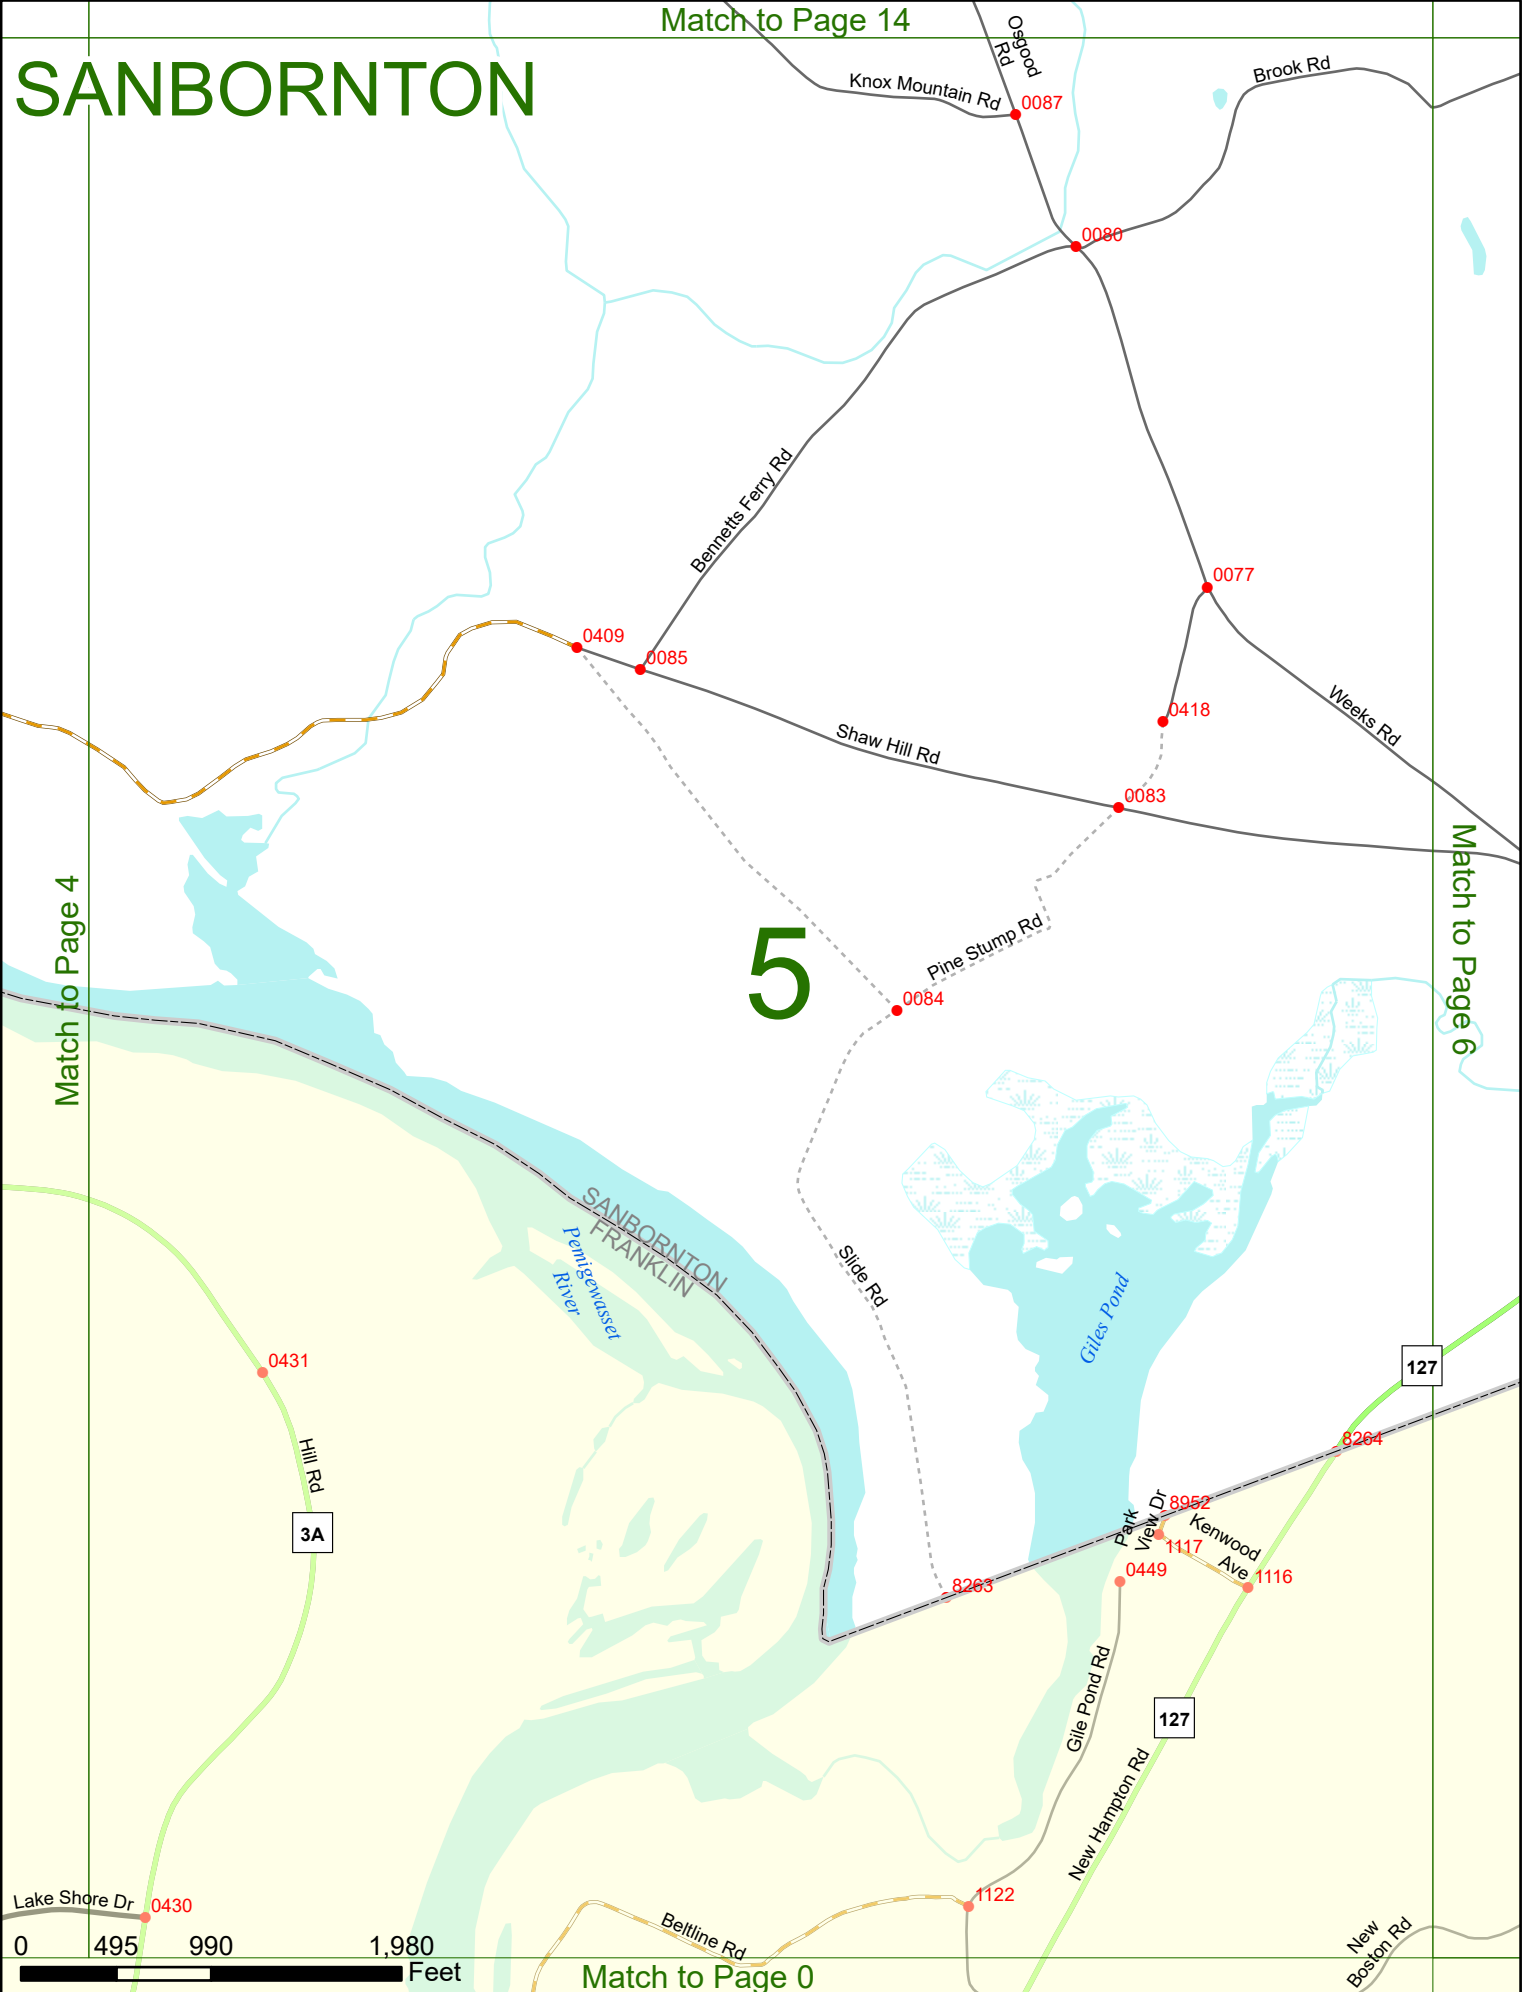 Match to Page 14
SANBORNTON
Osgood
Rd
Knox Mountain Rd
0087
Brook Rd
0080
Bennetts Ferry Rd
0077
0409
0085
0418
Weeks Rd
Shaw Hill Rd
0083
Match to Page 4
Match to Page 6
5
Pine Stump Rd
0084
SANBORNTON
FRANKLIN
Pemigewasset
River
Slide Rd
Giles Pond
0431
127
8264
Hill Rd
3A
Park
View Dr
8952
Kenwood
Ave
1117
0449
1116
8263
Gile Pond Rd
127
New Hampton Rd
Lake Shore Dr
0430
1122
Beltline Rd
New
Boston Rd
0 495 990 1,980
Feet
Match to Page 0